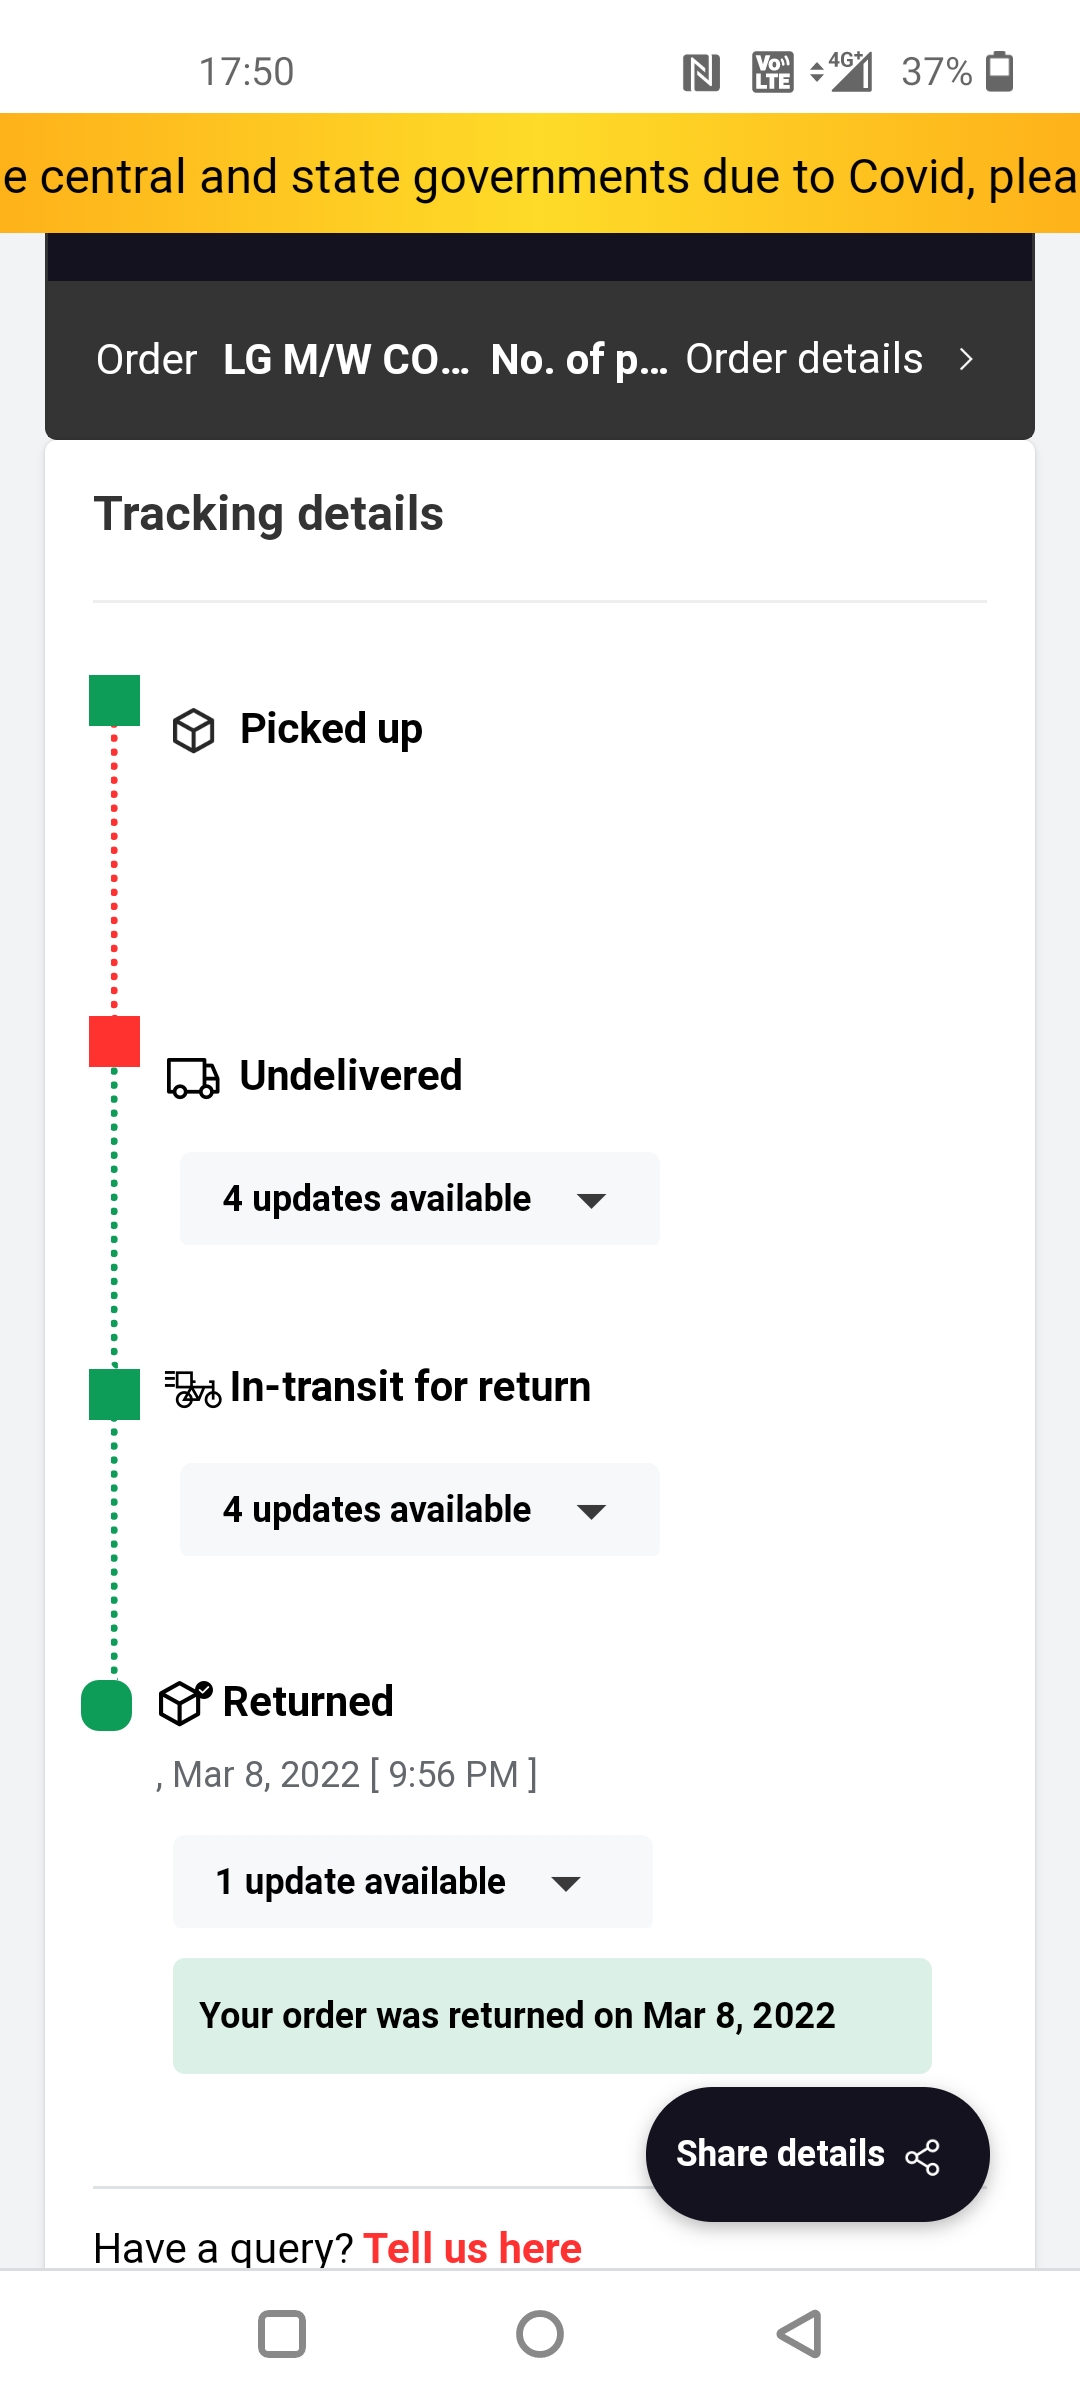 17:50 Vo LTE 4G+ 37%
e central and state governments due to Covid, plea
Order LG M/W CO... No. of p... Order details
Tracking details
Picked up
Undelivered
4 updates available
In-transit for return
4 updates available
Returned
, Mar 8, 2022 [ 9:56 PM ]
1 update available
Your order was returned on Mar 8, 2022
Share details
Have a query? Tell us here